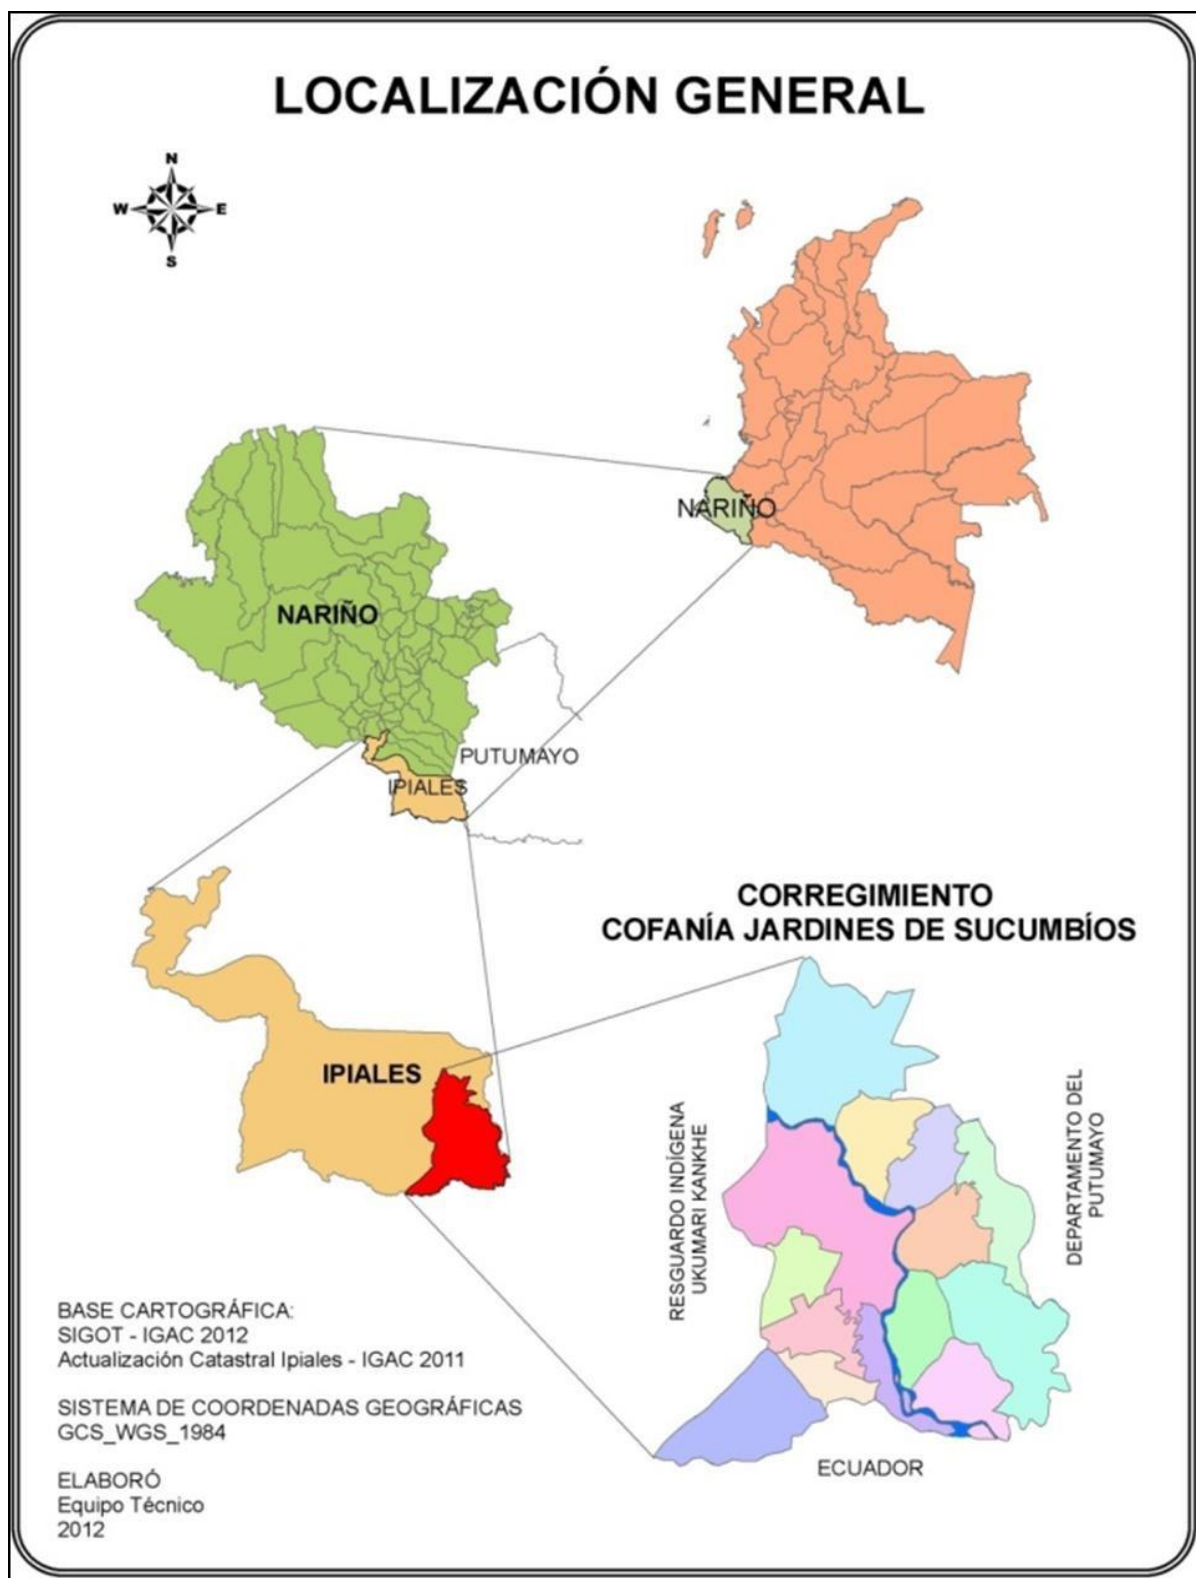 LOCALIZACIÓN GENERAL
N
W E
S
NARIÑO
NARIÑO
PUTUMAYO
IPIALES
CORREGIMIENTO
COFANÍA JARDINES DE SUCUMBÍOS
IPIALES
RESGUARDO INDÍGENA
UKUMARI KANKHE
DEPARTAMENTO DEL
PUTUMAYO
ECUADOR
BASE CARTOGRÁFICA:
SIGOT - IGAC 2012
Actualización Catastral Ipiales - IGAC 2011
SISTEMA DE COORDENADAS GEOGRÁFICAS
GCS_WGS_1984
ELABORÓ
Equipo Técnico
2012